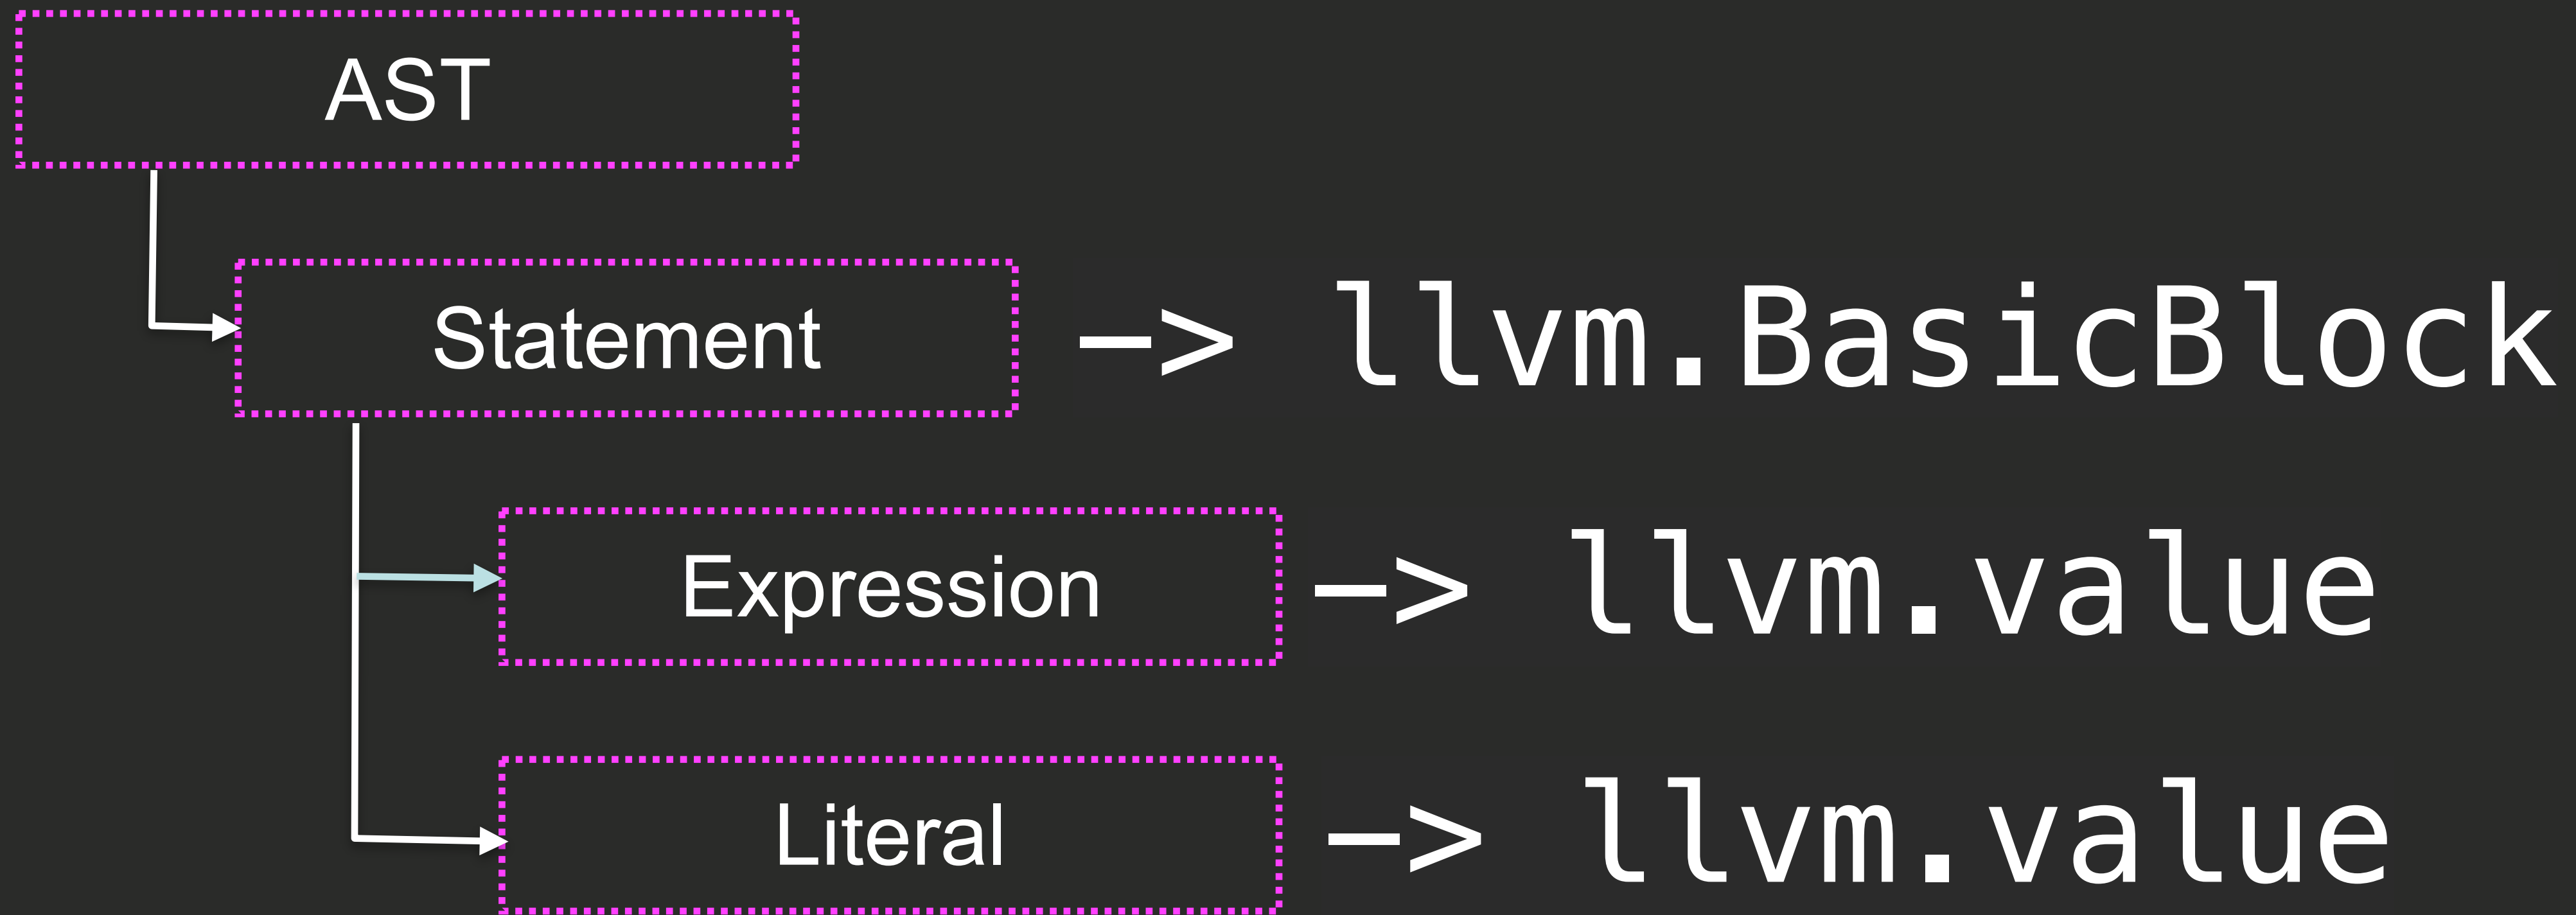 AST
Statement -> llvm.BasicBlock
Expression -> llvm.value
Literal -> llvm.value